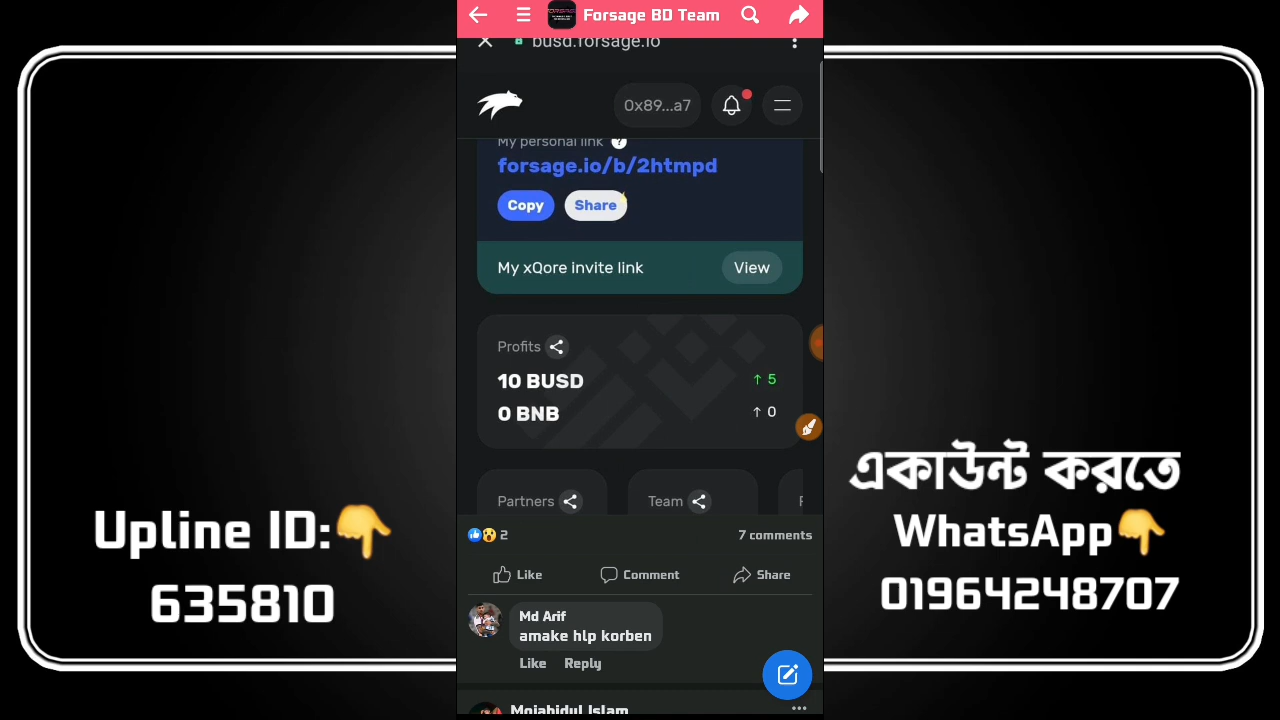 Forsage BD Team
busd.forsage.io
0x89...a7
My personal link ?
forsage.io/b/2htmpd
Copy Share
My xQore invite link View
Profits
10 BUSD ↑ 5
0 BNB ↑ 0
Partners Team
2 7 comments
Like Comment Share
Md Arif
amake hlp korben
Like Reply
Mojahidul Islam
Upline ID:👇
635810
একাউন্ট করতে
WhatsApp👇
01964248707